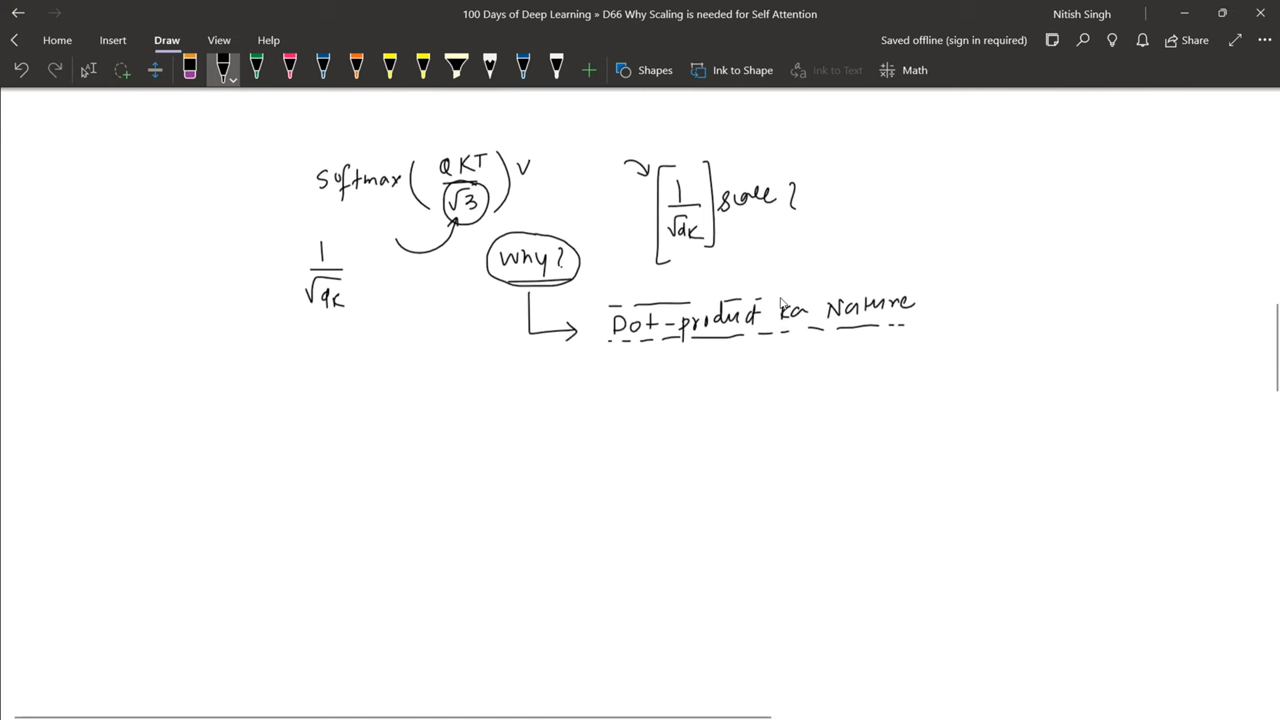 100 Days of Deep Learning » D66 Why Scaling is needed for Self Attention
Nitish Singh
Home Insert Draw View Help
Saved offline (sign in required)
Share
Shapes
Ink to Shape
Ink to Text
Math
Softmax ( QKT / √3 ) V
[ 1 / √dK ] scale ?
1 / √dK
Why?
Dot-product ka Nature